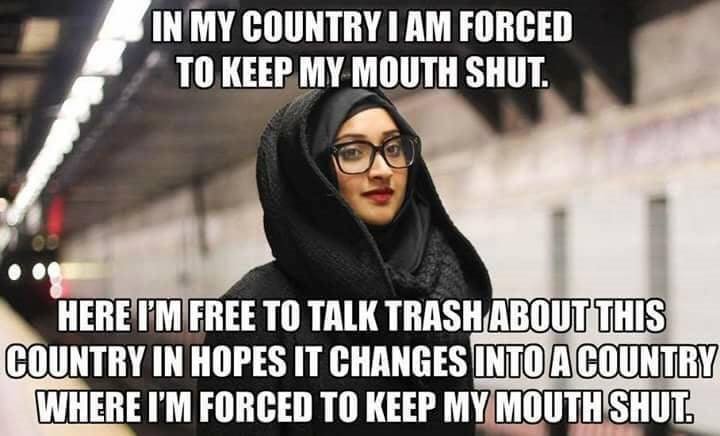 IN MY COUNTRY I AM FORCED
TO KEEP MY MOUTH SHUT.
HERE I'M FREE TO TALK TRASH ABOUT THIS
COUNTRY IN HOPES IT CHANGES INTO A COUNTRY
WHERE I'M FORCED TO KEEP MY MOUTH SHUT.